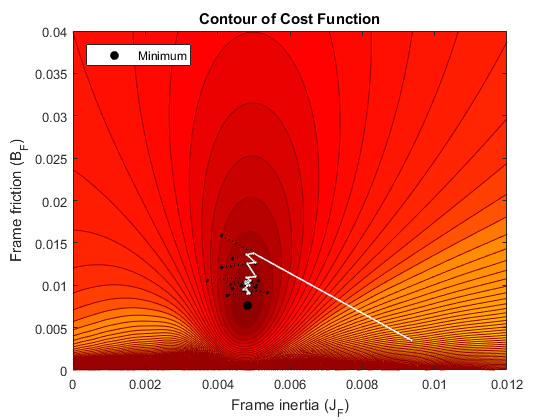 Contour of Cost Function
Minimum
0.04
0.035
0.03
0.025
0.02
0.015
0.01
0.005
0
Frame friction (B_F)
0 0.002 0.004 0.006 0.008 0.01 0.012
Frame inertia (J_F)